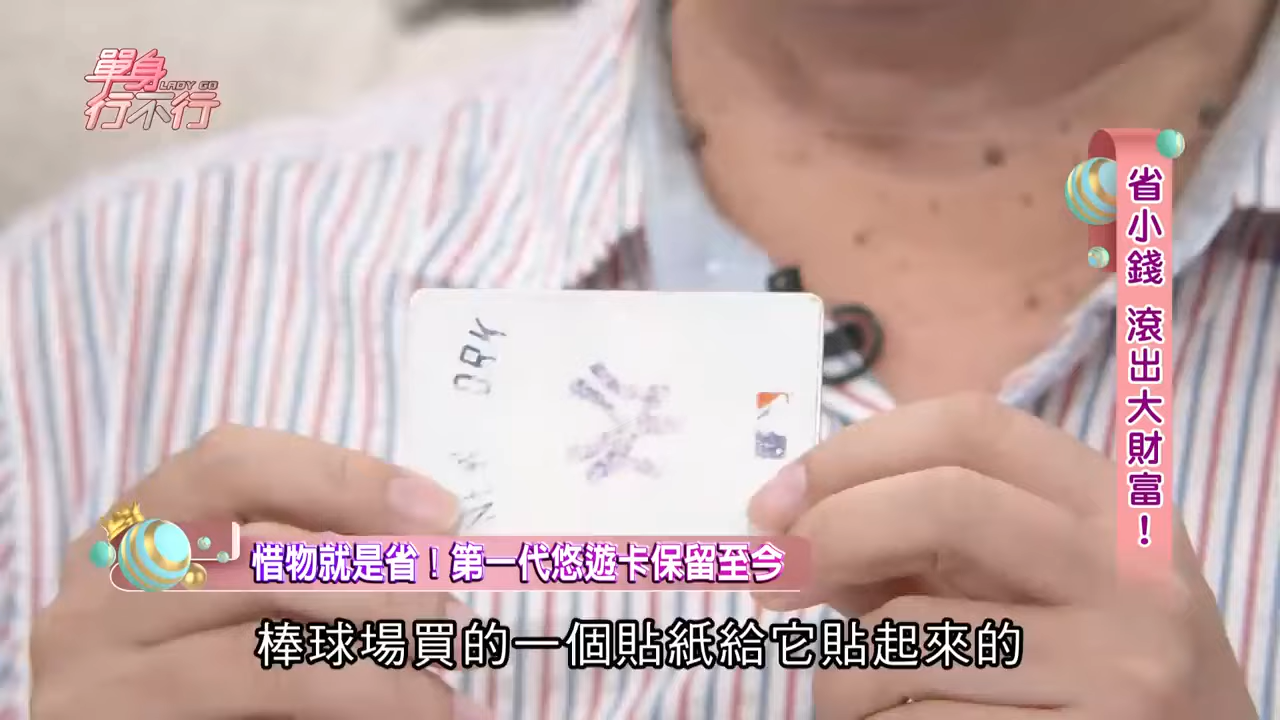 單身
LADY GO
行不行
省小錢 滾出大財富！
ORK
惜物就是省！第一代悠遊卡保留至今
棒球場買的一個貼紙給它貼起來的